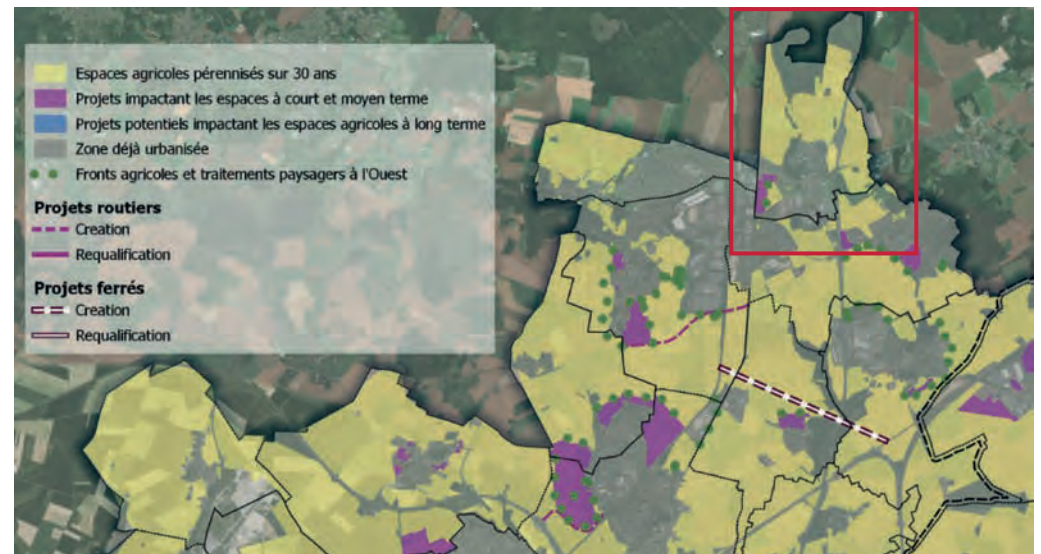 Espaces agricoles pérennisés sur 30 ans
Projets impactant les espaces à court et moyen terme
Projets potentiels impactant les espaces agricoles à long terme
Zone déjà urbanisée
Fronts agricoles et traitements paysagers à l'Ouest
Projets routiers
Creation
Requalification
Projets ferrés
Creation
Requalification